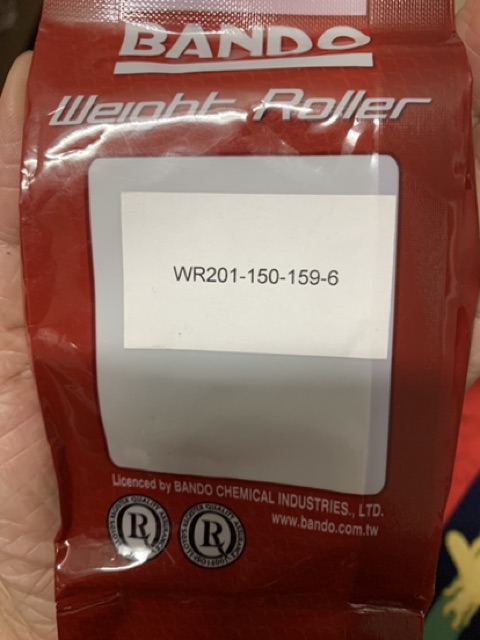 BANDO
Weight Roller
WR201-150-159-6
Licenced by BANDO CHEMICAL INDUSTRIES., LTD.
www.bando.com.tw
R
R